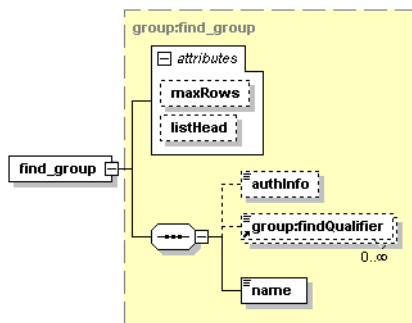 group:find_group
attributes
maxRows
listHead
find_group
authInfo
group:findQualifier
0..∞
name